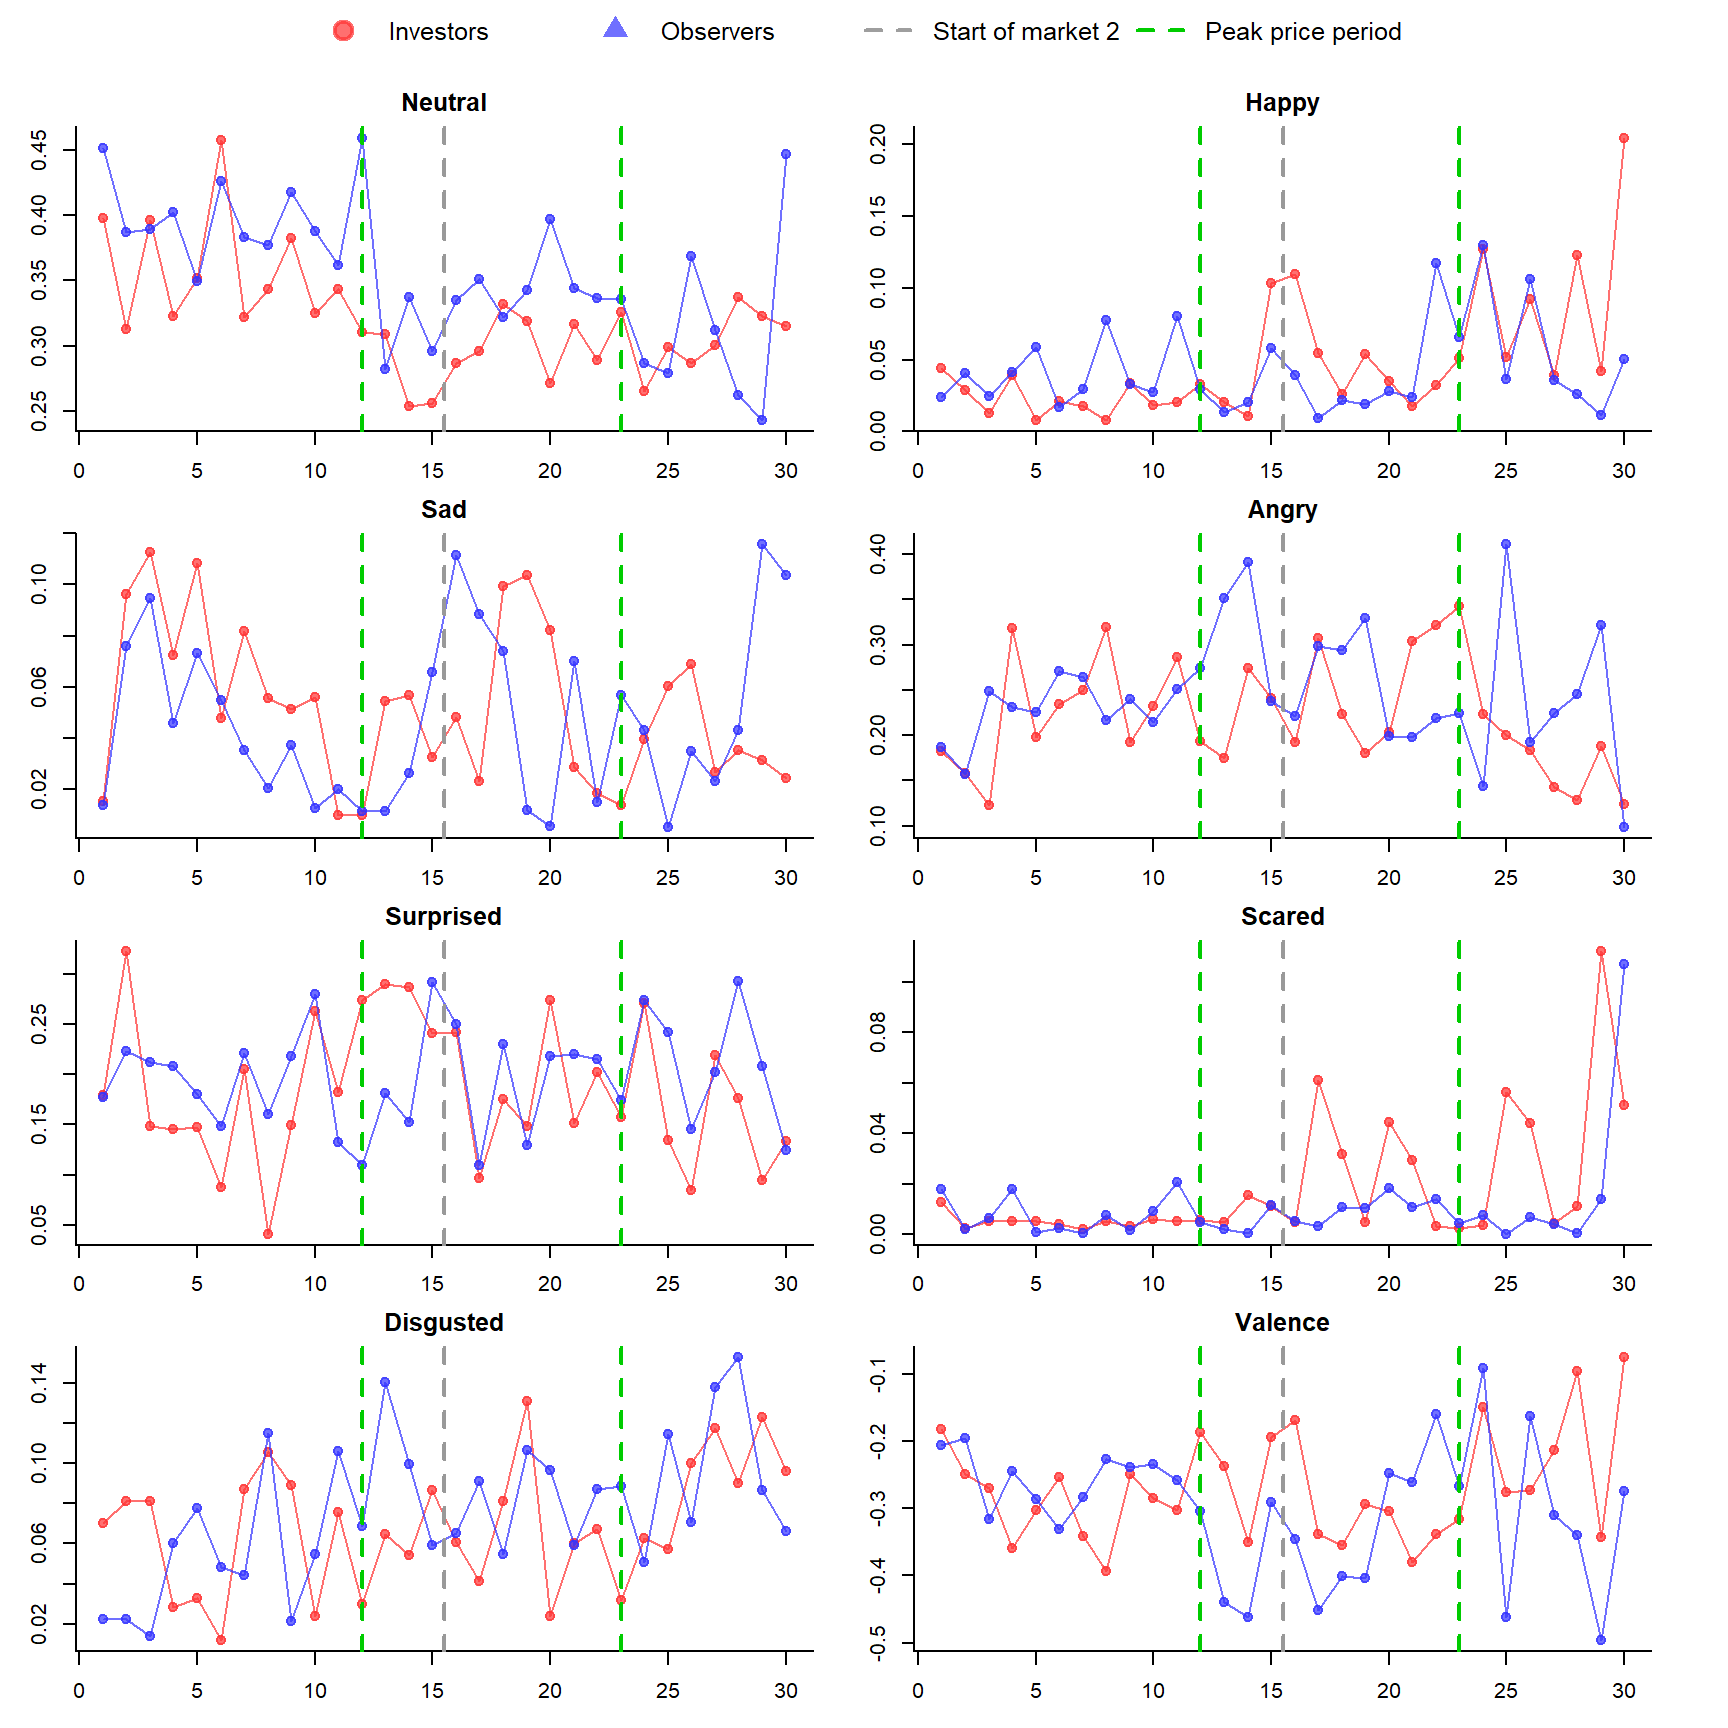 Investors Observers Start of market 2 Peak price period
Neutral Happy
0.45 0.40 0.35 0.30 0.25
0 5 10 15 20 25 30
0.20 0.15 0.10 0.05 0.00
0 5 10 15 20 25 30
Sad Angry
0.10 0.06 0.02
0 5 10 15 20 25 30
0.40 0.30 0.20 0.10
0 5 10 15 20 25 30
Surprised Scared
0.25 0.15 0.05
0 5 10 15 20 25 30
0.08 0.04 0.00
0 5 10 15 20 25 30
Disgusted Valence
0.14 0.10 0.06 0.02
0 5 10 15 20 25 30
-0.1 -0.2 -0.3 -0.4 -0.5
0 5 10 15 20 25 30